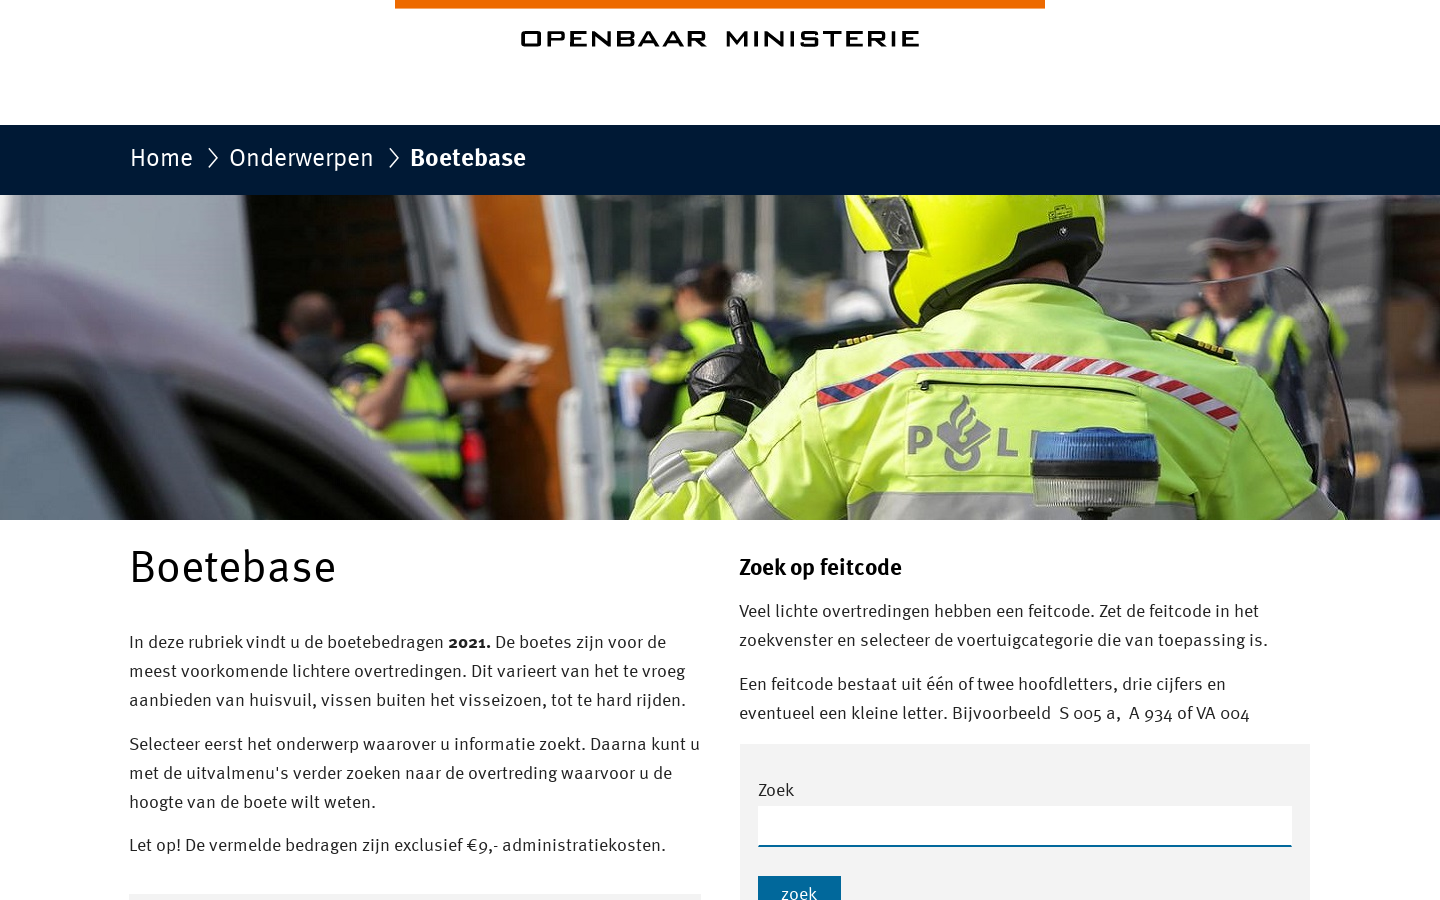 OPENBAAR MINISTERIE
Home > Onderwerpen > Boetebase
Boetebase
In deze rubriek vindt u de boetebedragen 2021. De boetes zijn voor de
meest voorkomende lichtere overtredingen. Dit varieert van het te vroeg
aanbieden van huisvuil, vissen buiten het visseizoen, tot te hard rijden.
Selecteer eerst het onderwerp waarover u informatie zoekt. Daarna kunt u
met de uitvalmenu's verder zoeken naar de overtreding waarvoor u de
hoogte van de boete wilt weten.
Let op! De vermelde bedragen zijn exclusief €9,- administratiekosten.
Zoek op feitcode
Veel lichte overtredingen hebben een feitcode. Zet de feitcode in het
zoekvenster en selecteer de voertuigcategorie die van toepassing is.
Een feitcode bestaat uit één of twee hoofdletters, drie cijfers en
eventueel een kleine letter. Bijvoorbeeld  S 005 a,  A 934 of VA 004
Zoek
zoek